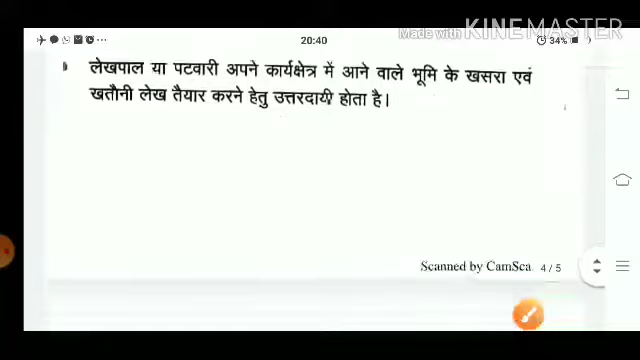 20:40
Made with KINEMASTER
34%
लेखपाल या पटवारी अपने कार्यक्षेत्र में आने वाले भूमि के खसरा एवं
खतौनी लेख तैयार करने हेतु उत्तरदायी होता है।
Scanned by CamSca
4/5